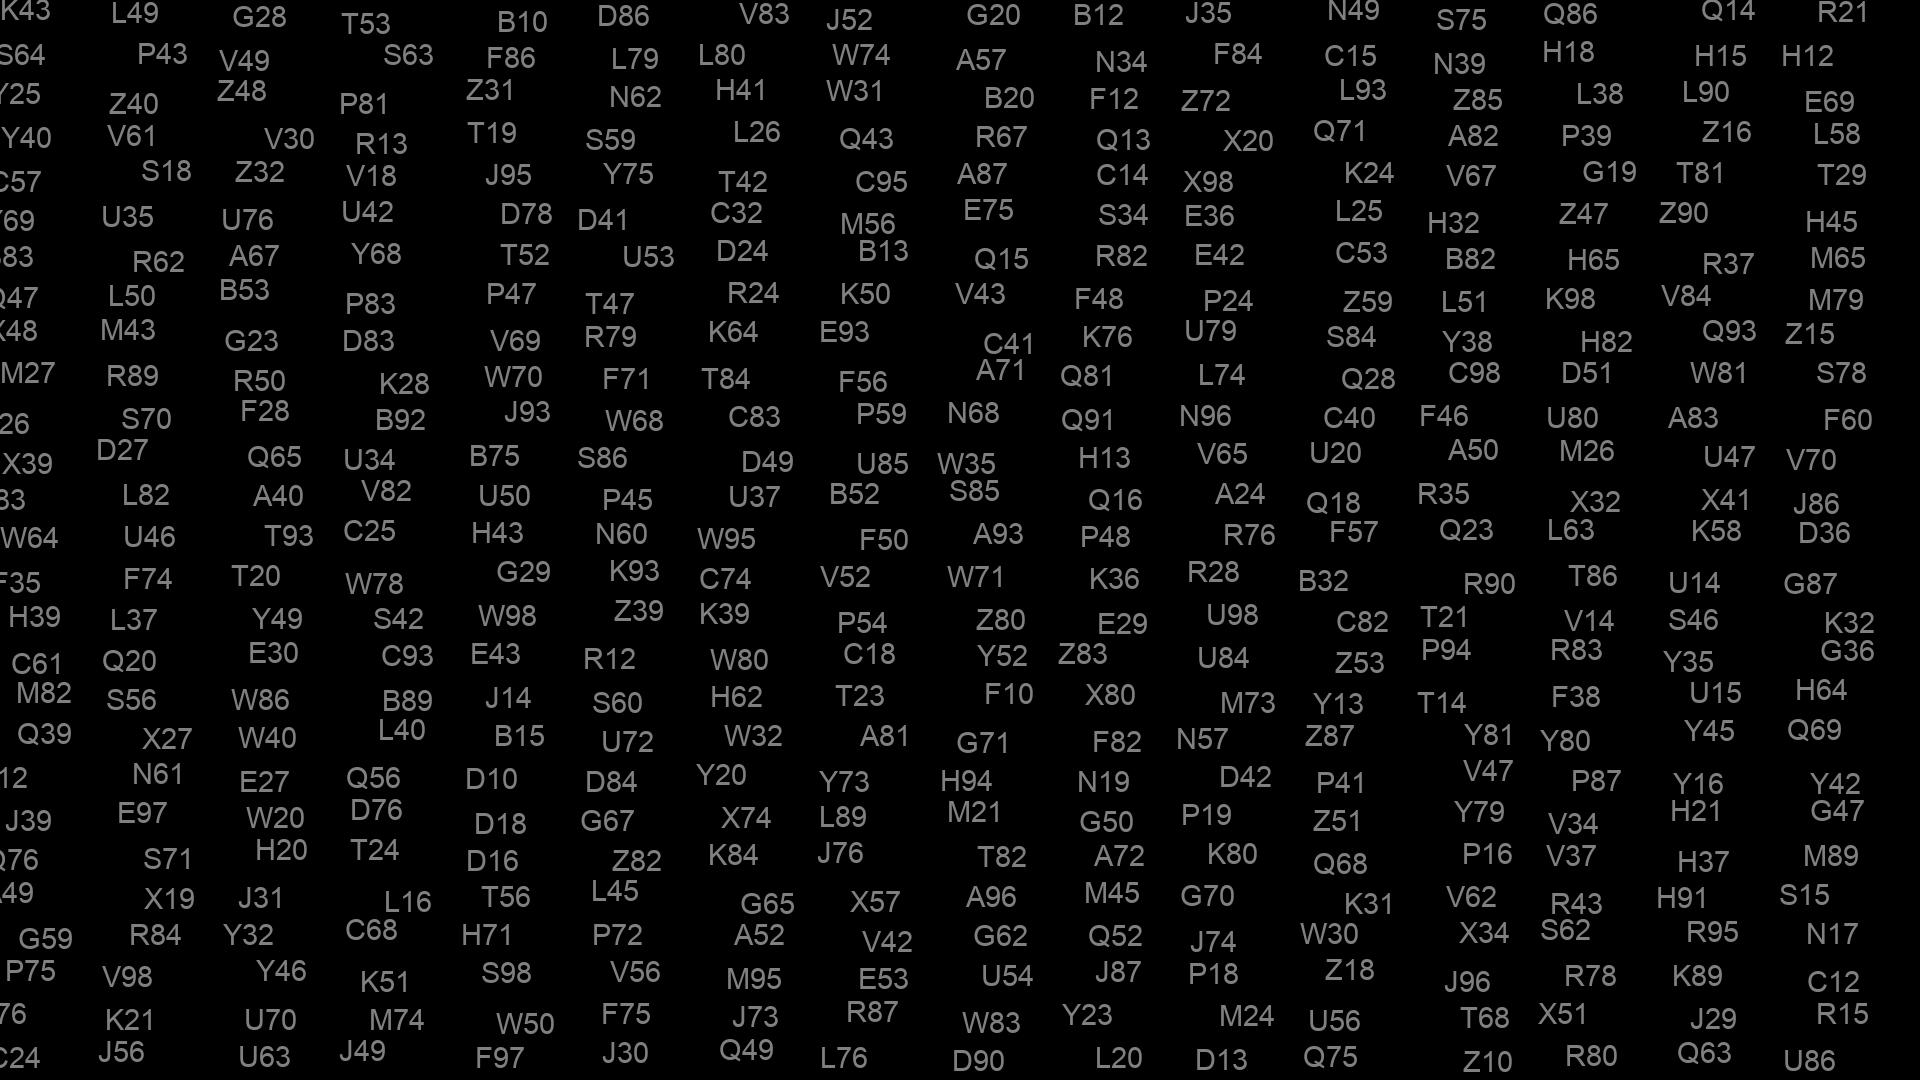 K43 L49 G28 T53 B10 D86 V83 J52 G20 B12 J35 N49 S75 Q86 Q14 R21
S64 P43 V49 S63 F86 L79 L80 W74 A57 N34 F84 C15 N39 H18 H15 H12
Y25 Z40 Z48 P81 Z31 N62 H41 W31 B20 F12 Z72 L93 Z85 L38 L90 E69
Y40 V61 V30 R13 T19 S59 L26 Q43 R67 Q13 X20 Q71 A82 P39 Z16 L58
C57 S18 Z32 V18 J95 Y75 T42 C95 A87 C14 X98 K24 V67 G19 T81 T29
69 U35 U76 U42 D78 D41 C32 M56 E75 S34 E36 L25 H32 Z47 Z90 H45
83 R62 A67 Y68 T52 U53 D24 B13 Q15 R82 E42 C53 B82 H65 R37 M65
Q47 L50 B53 P83 P47 T47 R24 K50 V43 F48 P24 Z59 L51 K98 V84 M79
48 M43 G23 D83 V69 R79 K64 E93 C41 K76 U79 S84 Y38 H82 Q93 Z15
M27 R89 R50 K28 W70 F71 T84 F56 A71 Q81 L74 Q28 C98 D51 W81 S78
26 S70 F28 B92 J93 W68 C83 P59 N68 Q91 N96 C40 F46 U80 A83 F60
X39 D27 Q65 U34 B75 S86 D49 U85 W35 H13 V65 U20 A50 M26 U47 V70
83 L82 A40 V82 U50 P45 U37 B52 S85 Q16 A24 Q18 R35 X32 X41 J86
W64 U46 T93 C25 H43 N60 W95 F50 A93 P48 R76 F57 Q23 L63 K58 D36
F35 F74 T20 W78 G29 K93 C74 V52 W71 K36 R28 B32 R90 T86 U14 G87
H39 L37 Y49 S42 W98 Z39 K39 P54 Z80 E29 U98 C82 T21 V14 S46 K32
C61 Q20 E30 C93 E43 R12 W80 C18 Y52 Z83 U84 Z53 P94 R83 Y35 G36
M82 S56 W86 B89 J14 S60 H62 T23 F10 X80 M73 Y13 T14 F38 U15 H64
Q39 X27 W40 L40 B15 U72 W32 A81 G71 F82 N57 Z87 Y81 Y80 Y45 Q69
12 N61 E27 Q56 D10 D84 Y20 Y73 H94 N19 D42 P41 V47 P87 Y16 Y42
J39 E97 W20 D76 D18 G67 X74 L89 M21 G50 P19 Z51 Y79 V34 H21 G47
Q76 S71 H20 T24 D16 Z82 K84 J76 T82 A72 K80 Q68 P16 V37 H37 M89
49 X19 J31 L16 T56 L45 G65 X57 A96 M45 G70 K31 V62 R43 H91 S15
G59 R84 Y32 C68 H71 P72 A52 V42 G62 Q52 J74 W30 X34 S62 R95 N17
P75 V98 Y46 K51 S98 V56 M95 E53 U54 J87 P18 Z18 J96 R78 K89 C12
76 K21 U70 M74 W50 F75 J73 R87 W83 Y23 M24 U56 T68 X51 J29 R15
C24 J56 U63 J49 F97 J30 Q49 L76 D90 L20 D13 Q75 Z10 R80 Q63 U86